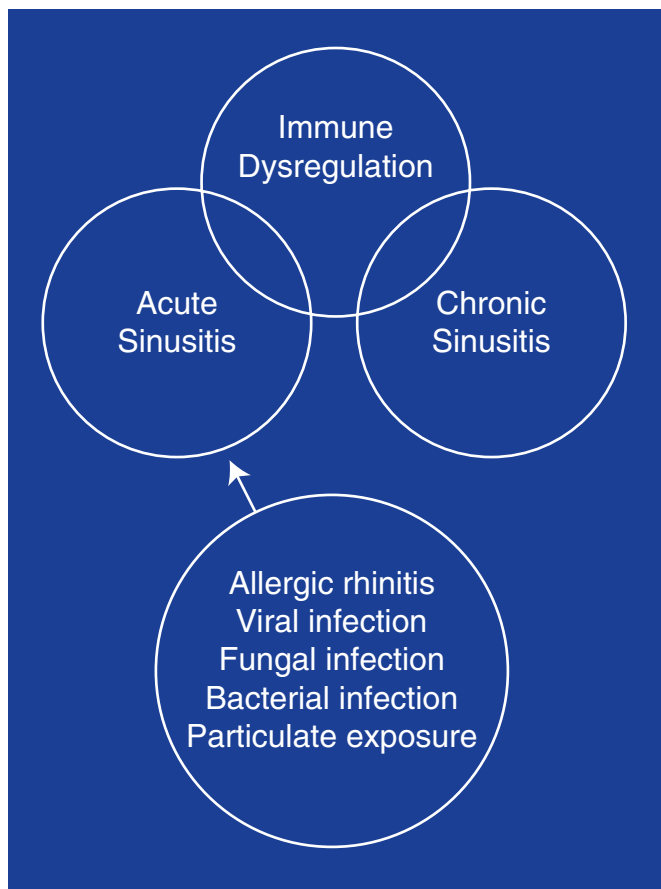 Immune
Dysregulation
Acute
Sinusitis
Chronic
Sinusitis
Allergic rhinitis
Viral infection
Fungal infection
Bacterial infection
Particulate exposure